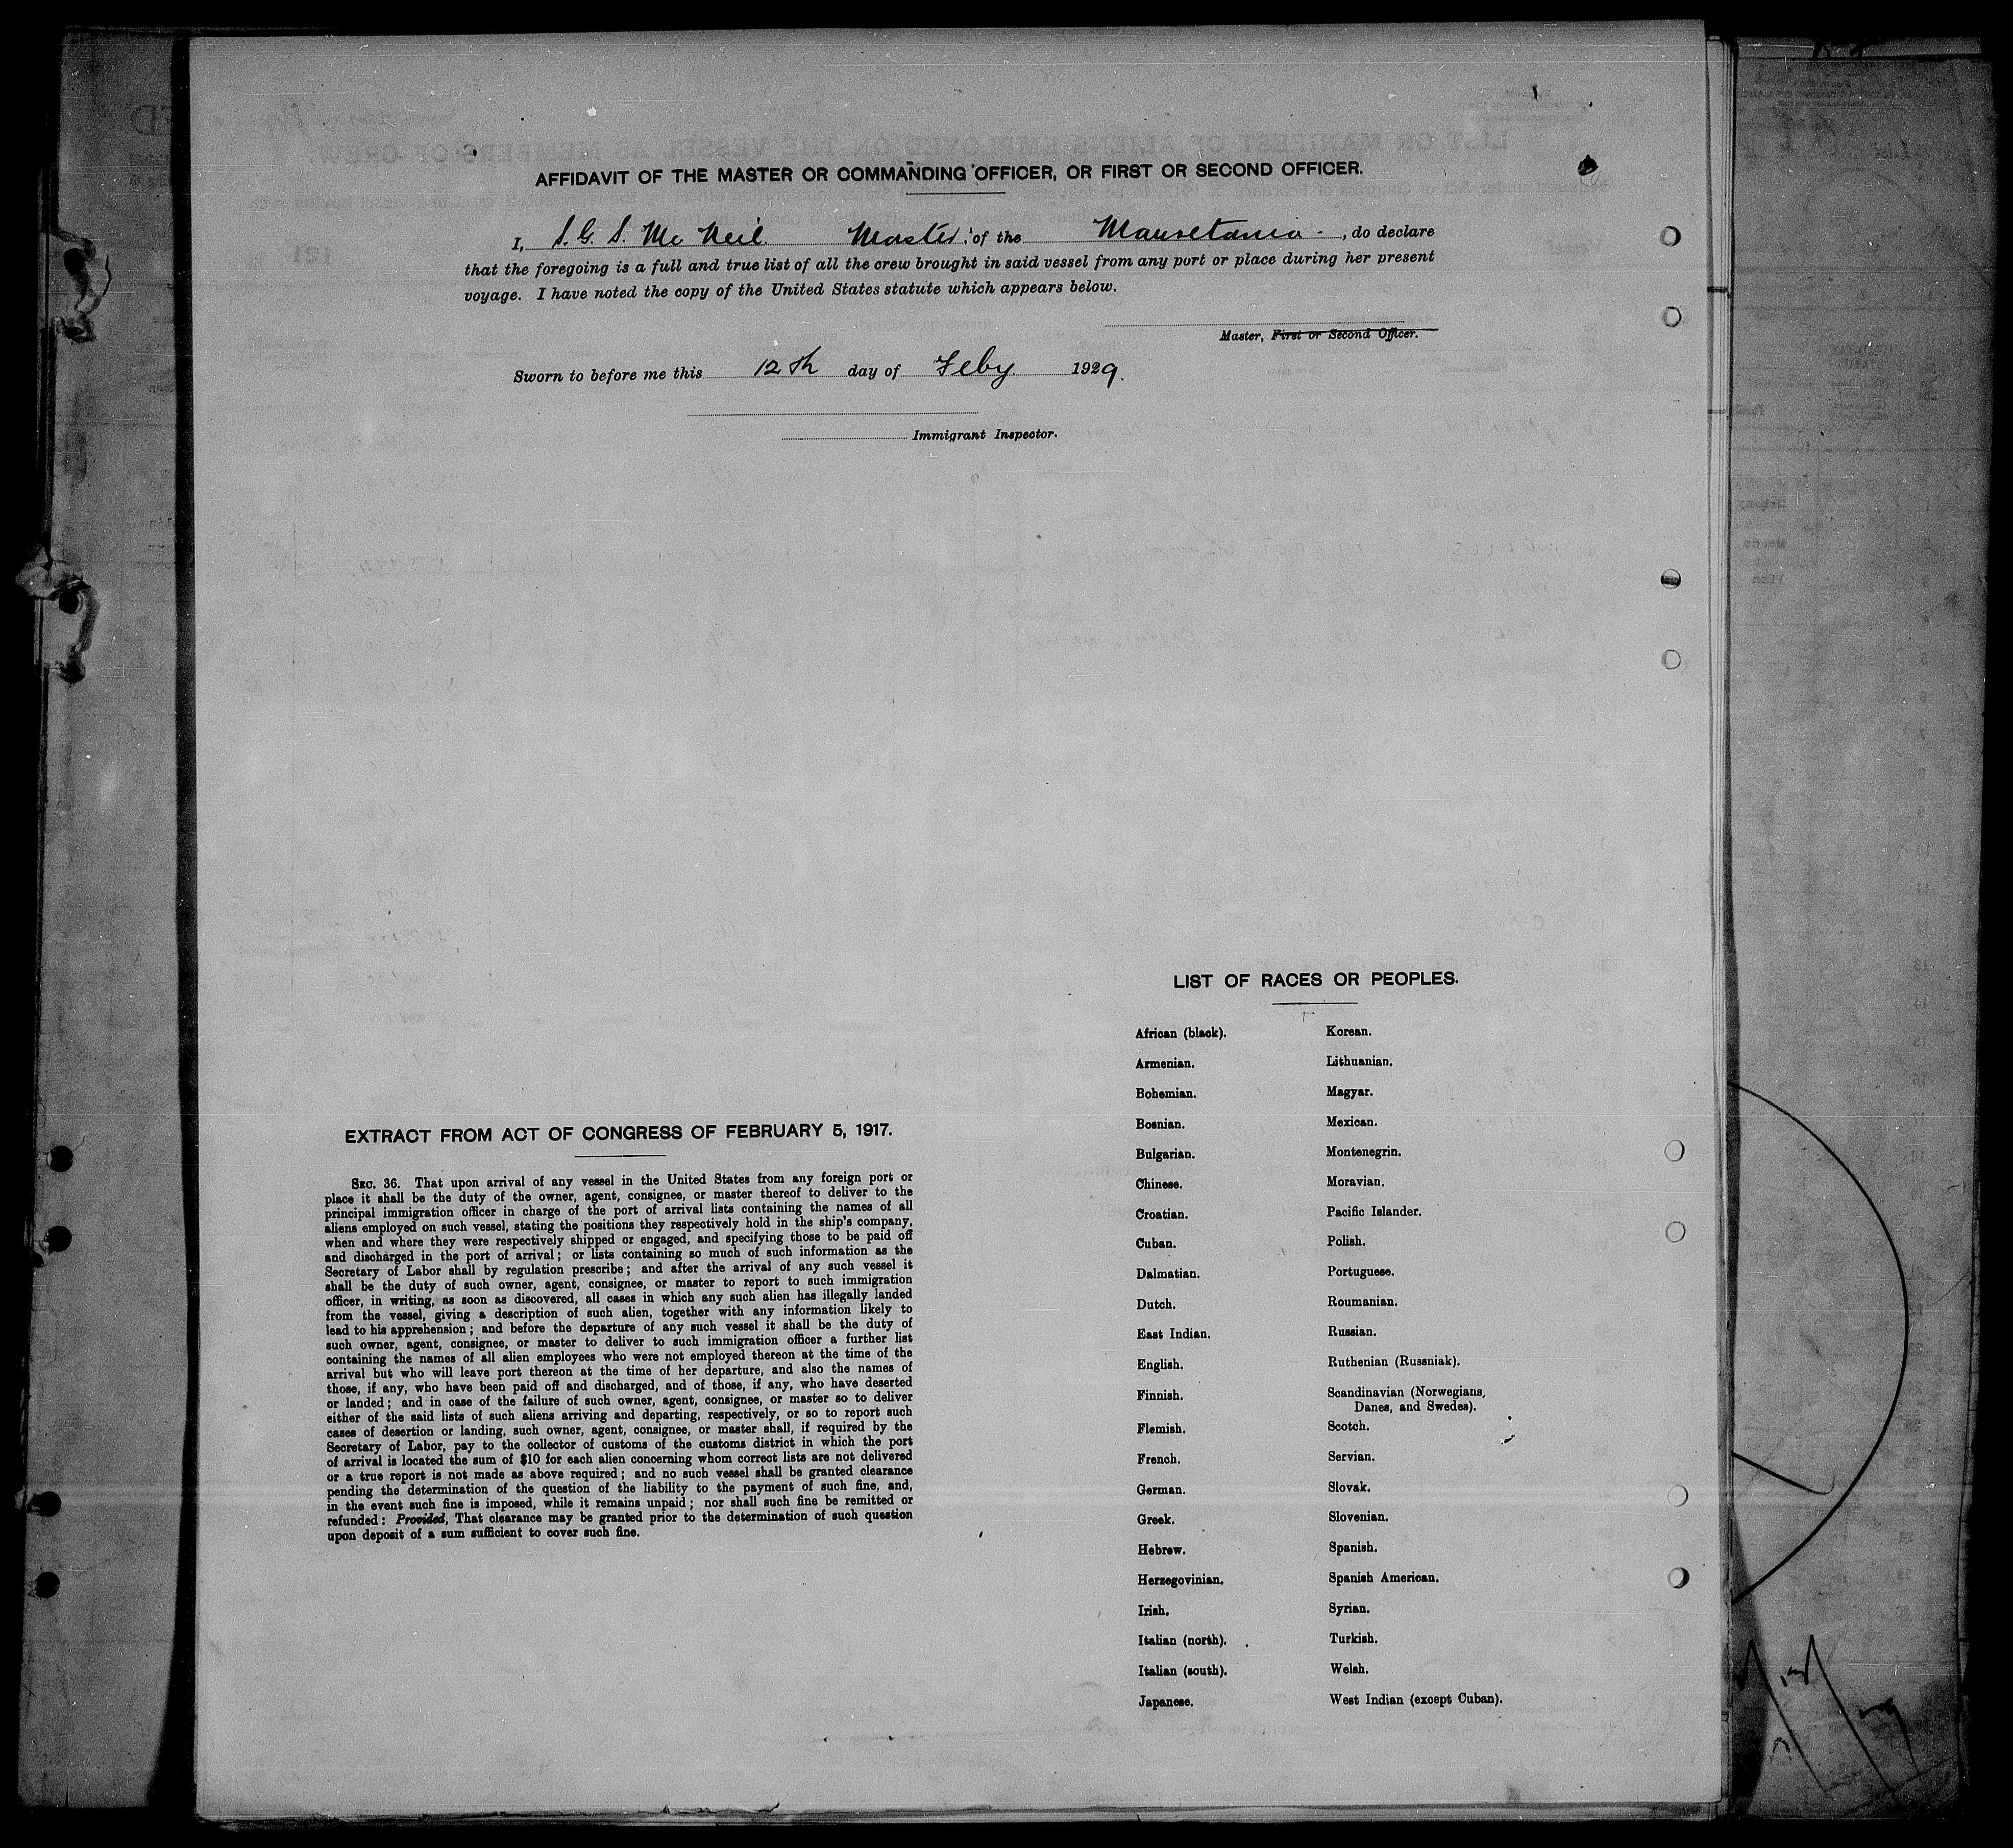 AFFIDAVIT OF THE MASTER OR COMMANDING OFFICER, OR FIRST OR SECOND OFFICER.
I, S. G. S. Mc Neil Master of the Mauretania, do declare
that the foregoing is a full and true list of all the crew brought in said vessel from any port or place during her present
voyage. I have noted the copy of the United States statute which appears below.
Master, First or Second Officer.
Sworn to before me this 12th day of Feby 1929.
Immigrant Inspector.
EXTRACT FROM ACT OF CONGRESS OF FEBRUARY 5, 1917.
SEC. 36. That upon arrival of any vessel in the United States from any foreign port or
place it shall be the duty of the owner, agent, consignee, or master thereof to deliver to the
principal immigration officer in charge of the port of arrival lists containing the names of all
aliens employed on such vessel, stating the positions they respectively hold in the ship's company,
when and where they were respectively shipped or engaged, and specifying those to be paid off
and discharged in the port of arrival; or lists containing so much of such information as the
Secretary of Labor shall by regulation prescribe; and after the arrival of any such vessel it
shall be the duty of such owner, agent, consignee, or master to report to such immigration
officer, in writing, as soon as discovered, all cases in which any such alien has illegally landed
from the vessel, giving a description of such alien, together with any information likely to
lead to his apprehension; and before the departure of any such vessel it shall be the duty of
such owner, agent, consignee, or master to deliver to such immigration officer a further list
containing the names of all alien employees who were not employed thereon at the time of the
arrival but who will leave port thereon at the time of her departure, and also the names of
those, if any, who have been paid off and discharged, and of those, if any, who have deserted
or landed; and in case of the failure of such owner, agent, consignee, or master so to deliver
either of the said lists of such aliens arriving and departing, respectively, or so to report such
cases of desertion or landing, such owner, agent, consignee, or master shall, if required by the
Secretary of Labor, pay to the collector of customs of the customs district in which the port
of arrival is located the sum of $10 for each alien concerning whom correct lists are not delivered
or a true report is not made as above required; and no such vessel shall be granted clearance
pending the determination of the question of the liability to the payment of such fine, and,
in the event such fine is imposed, while it remains unpaid; nor shall such fine be remitted or
refunded: Provided, That clearance may be granted prior to the determination of such question
upon deposit of a sum sufficient to cover such fine.
LIST OF RACES OR PEOPLES.
African (black).
Armenian.
Bohemian.
Bosnian.
Bulgarian.
Chinese.
Croatian.
Cuban.
Dalmatian.
Dutch.
East Indian.
English.
Finnish.
Flemish.
French.
German.
Greek.
Hebrew.
Herzegovinian.
Irish.
Italian (north).
Italian (south).
Japanese.
Korean.
Lithuanian.
Magyar.
Mexican.
Montenegrin.
Moravian.
Pacific Islander.
Polish.
Portuguese.
Roumanian.
Russian.
Ruthenian (Russniak).
Scandinavian (Norwegians,
Danes, and Swedes).
Scotch.
Servian.
Slovak.
Slovenian.
Spanish.
Spanish American.
Syrian.
Turkish.
Welsh.
West Indian (except Cuban).